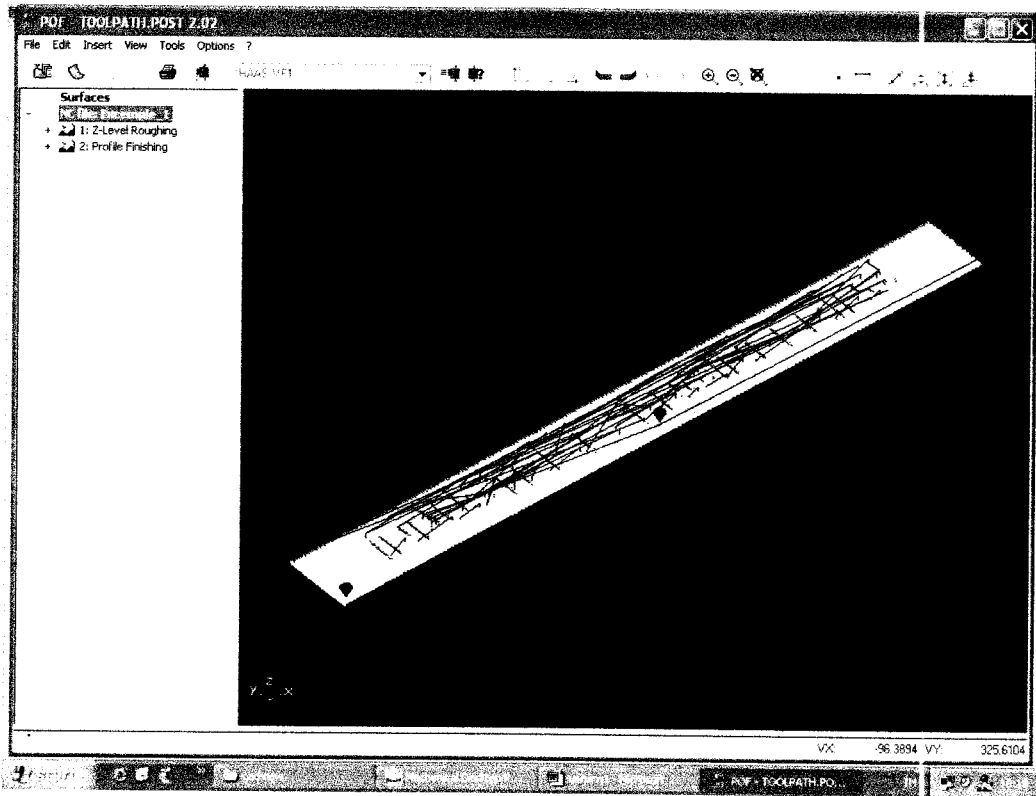 POF - TOOLPATH.POST 2.02
File Edit Insert View Tools Options ?
HAAS VF1
Surfaces
1: Z-Level Roughing
2: Profile Finishing
Y Z X
VX: -96.3894 VY: 325.6104
POF - TOOLPATH.PO...